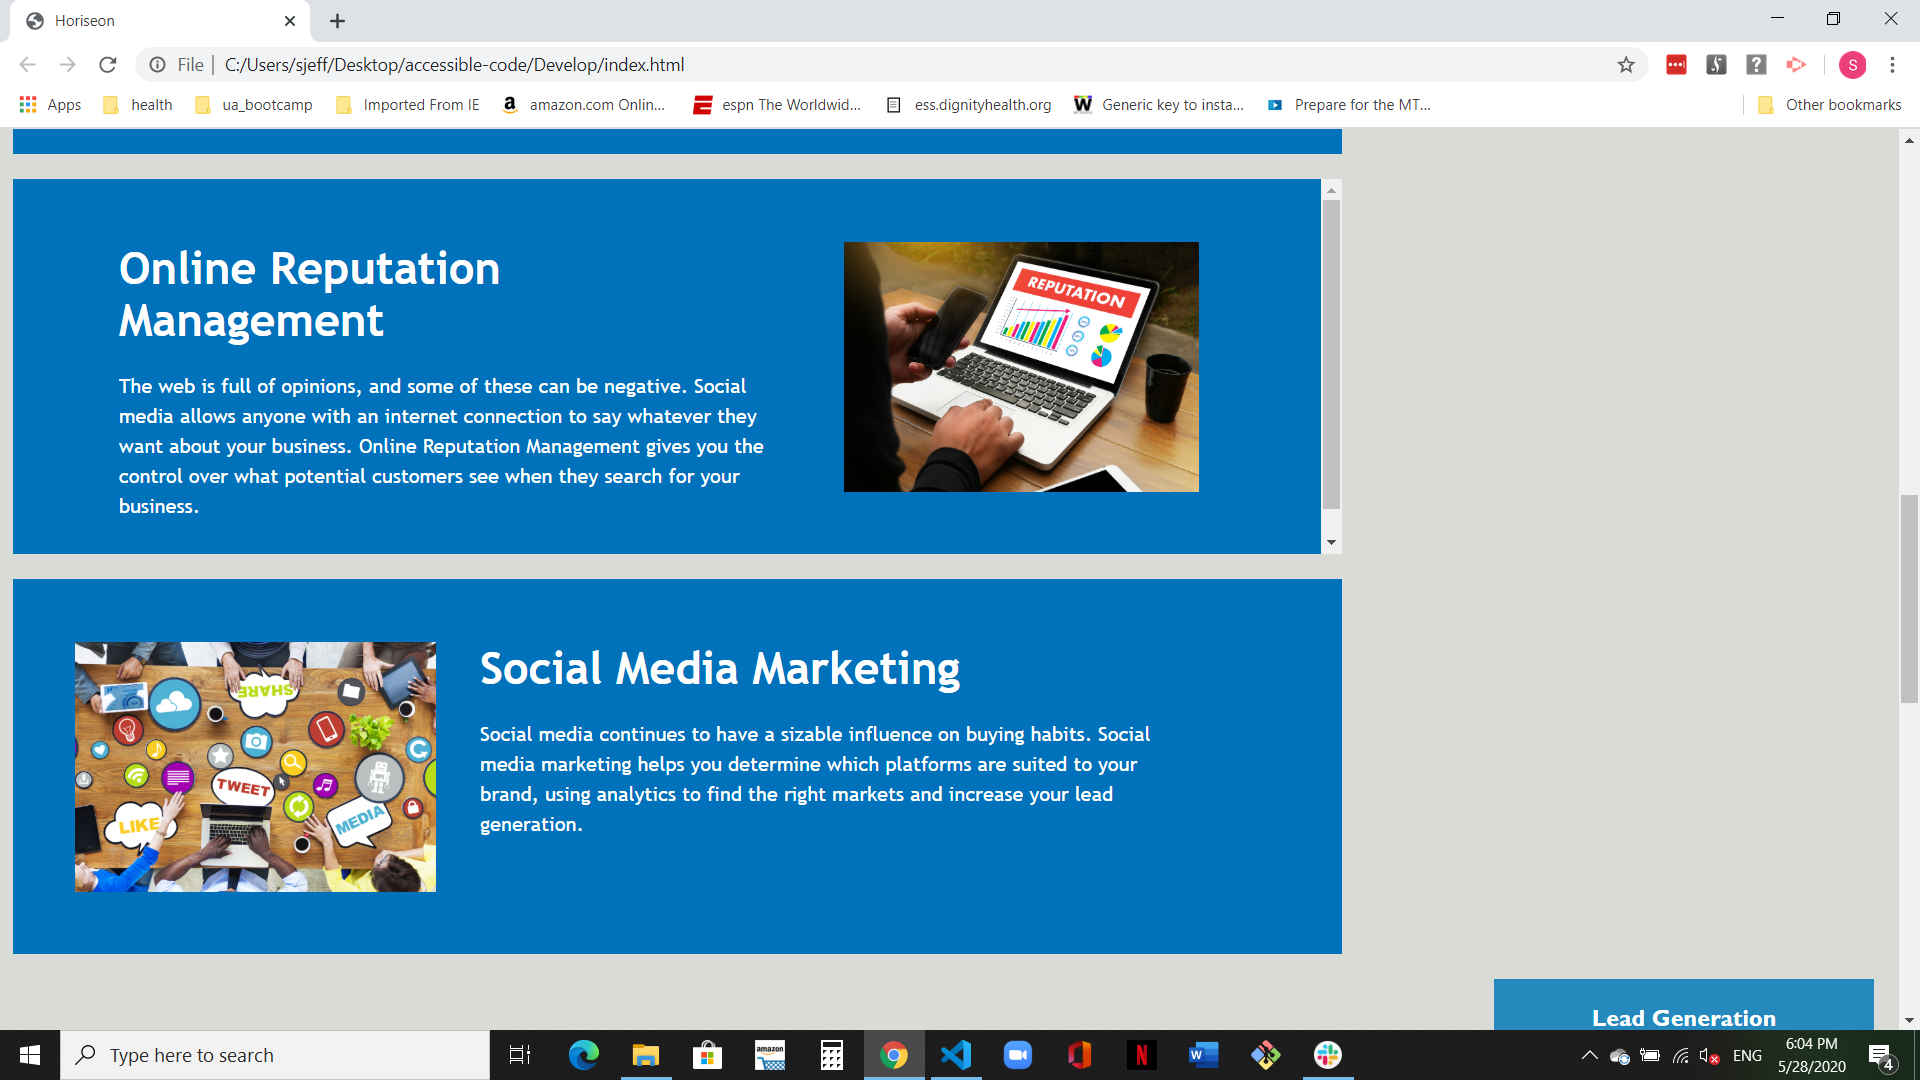 Horiseon
File
C:/Users/sjeff/Desktop/accessible-code/Develop/index.html
S
Apps
health
ua_bootcamp
Imported From IE
amazon.com Onlin...
espn The Worldwid...
ess.dignityhealth.org
Generic key to insta...
Prepare for the MT...
Other bookmarks
Online Reputation
Management
The web is full of opinions, and some of these can be negative. Social
media allows anyone with an internet connection to say whatever they
want about your business. Online Reputation Management gives you the
control over what potential customers see when they search for your
business.
REPUTATION
Social Media Marketing
Social media continues to have a sizable influence on buying habits. Social
media marketing helps you determine which platforms are suited to your
brand, using analytics to find the right markets and increase your lead
generation.
SHARE
TWEET
LIKE
MEDIA
Lead Generation
Type here to search
amazon
ENG
6:04 PM
5/28/2020
4